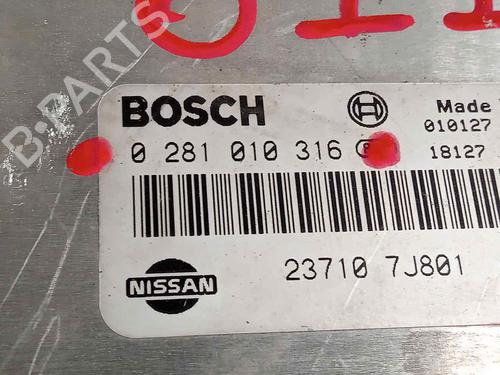 B-PARTS
BOSCH
Made
010127
0 281 010 316
18127
23710 7J801
NISSAN